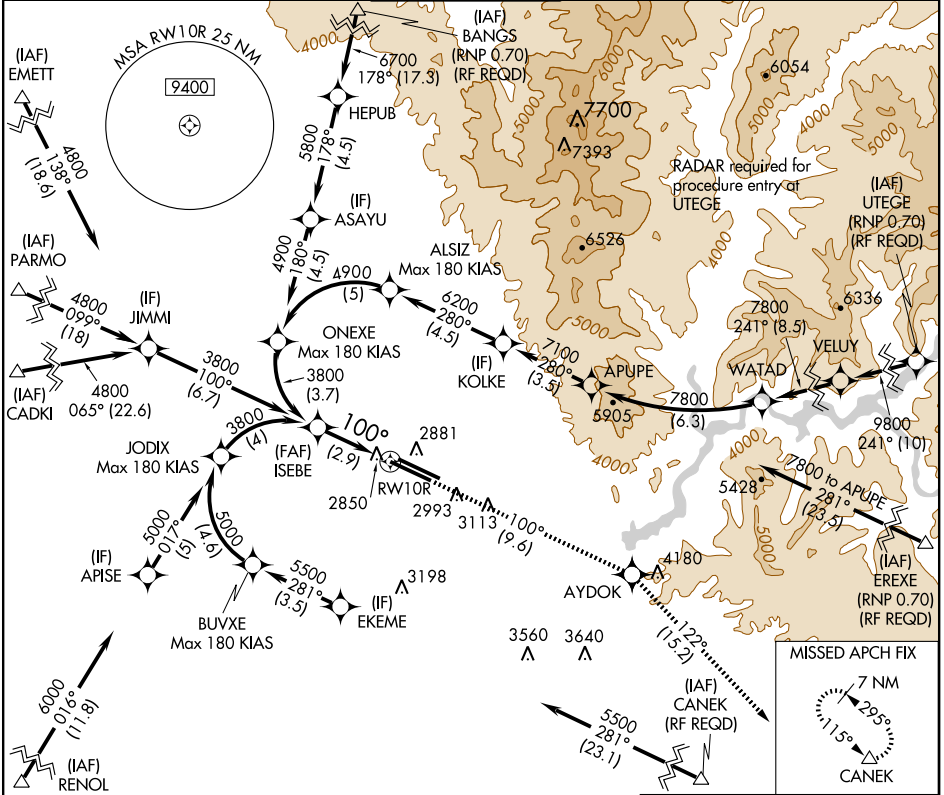 MSA RW10R 25 NM
9400
(IAF)
EMETT
4800
138°
(18.6)
(IAF)
BANGS
(RNP 0.70)
(RF REQD)
4000
6700
178° (17.3)
HEPUB
5800
178°
(4.5)
(IF)
ASAYU
4900
180°
(4.5)
5000
6000
7700
7393
6526
6054
5000
4000
5000
4000
RADAR required for
procedure entry at
UTEGE
(IAF)
UTEGE
(RNP 0.70)
(RF REQD)
(IAF)
PARMO
4800
099°
(18)
(IF)
JIMMI
(IAF)
CADKI
4800
065° (22.6)
3800
100°
(6.7)
ALSIZ
Max 180 KIAS
4900
(5)
ONEXE
Max 180 KIAS
3800
(3.7)
6200
280°
(4.5)
(IF)
KOLKE
5000
7100
280°
(3.5)
APUPE
5905
4000
7800
(6.3)
WATAD
7800
241° (8.5)
6336
VELUY
9800
241° (10)
JODIX
Max 180 KIAS
3800
(4)
(FAF)
ISEBE
100°
(2.9)
2881
2850
RW10R
2993
3113
100°
(9.6)
4000
5428
5000
7800 to APUPE
281°
(23.5)
(IAF)
EREXE
(RNP 0.70)
(RF REQD)
5000
017°
(5)
(IF)
APISE
5000
(4.6)
BUVXE
Max 180 KIAS
5500
281°
(3.5)
(IF)
EKEME
3198
AYDOK
4180
122°
(15.2)
3560
3640
6000
016°
(11.8)
(IAF)
RENOL
5500
281°
(23.1)
(IAF)
CANEK
(RF REQD)
MISSED APCH FIX
7 NM
295°
115°
CANEK